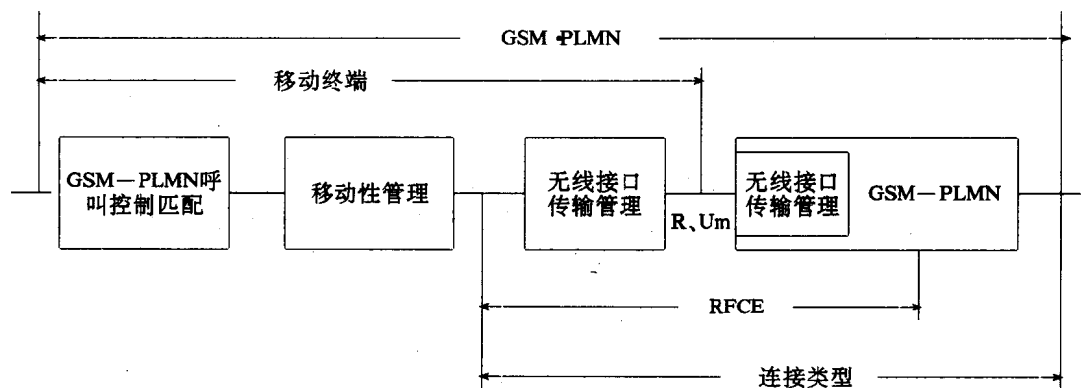 GSM •PLMN
移动终端
GSM—PLMN呼
叫控制匹配
移动性管理
无线接口
传输管理
R、Um
无线接口
传输管理
GSM—PLMN
RFCE
连接类型